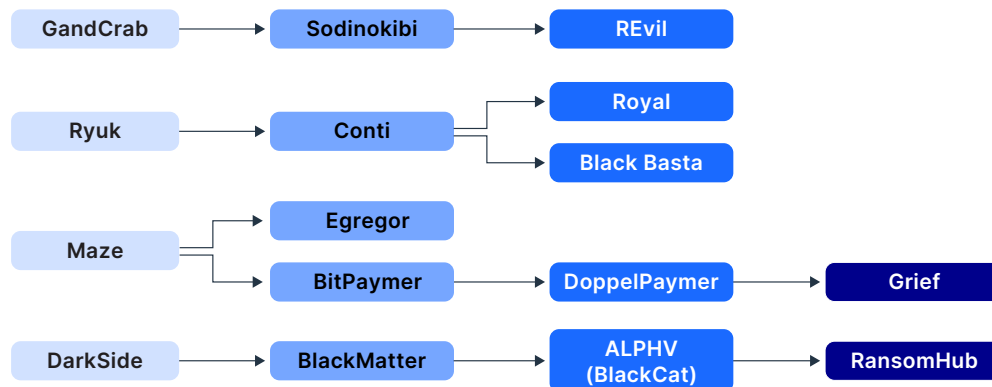 GandCrab
Sodinokibi
REvil
Ryuk
Conti
Royal
Black Basta
Maze
Egregor
BitPaymer
DoppelPaymer
Grief
DarkSide
BlackMatter
ALPHV
(BlackCat)
RansomHub